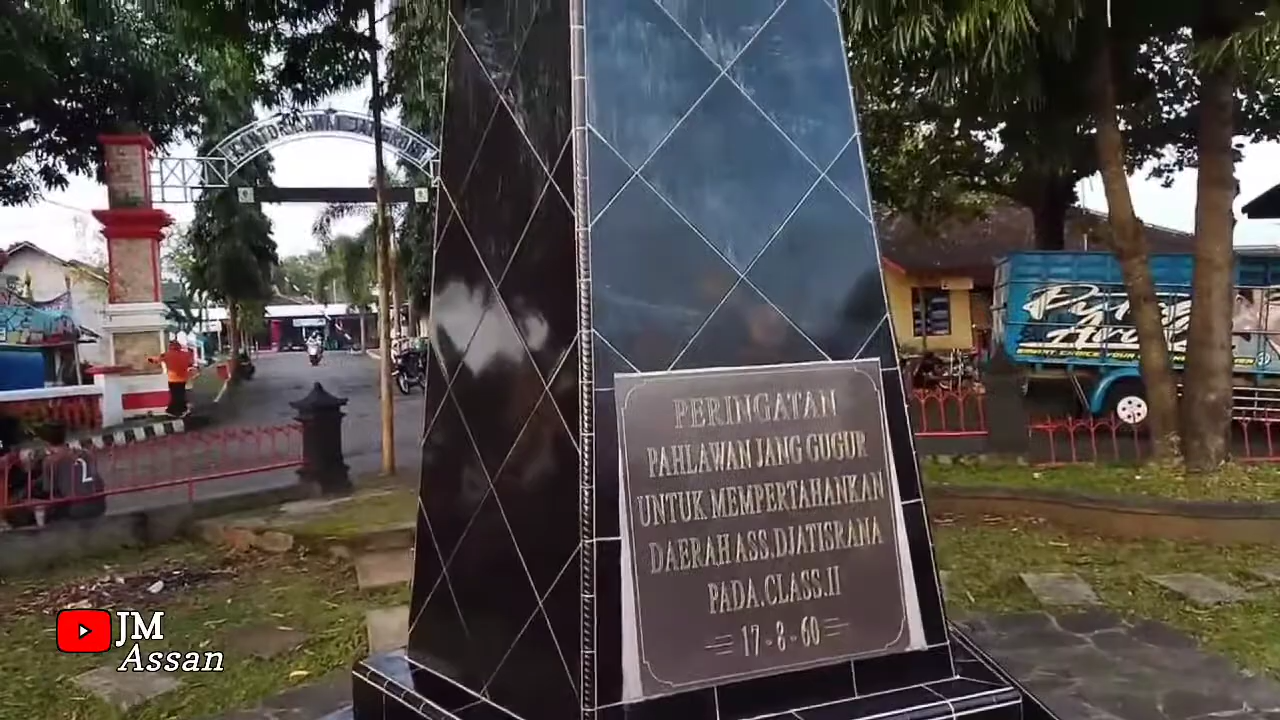 PERINGATAN
PAHLAWAN JANG GUGUR
UNTUK MEMPERTAHANKAN
DAERAH ASS.DJATISRANA
PADA.CLASS.II
17-8-60
JM
Assan